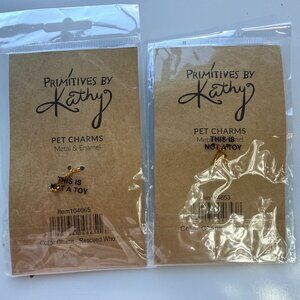 PRIMITIVES BY
Kathy
PET CHARMS
Metal & Enamel
THIS IS
NOT A TOY
Item104665
Rescued Who
PRIMITIVES BY
Kathy
PET CHARMS
THIS IS
NOT A TOY